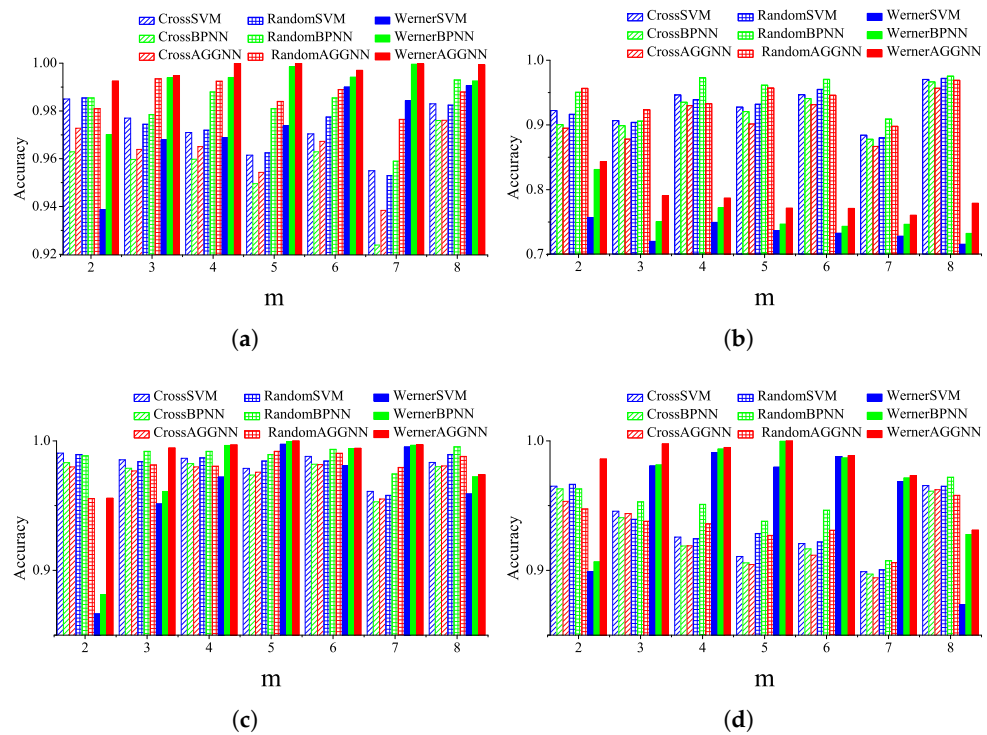 CrossSVM RandomSVM WernerSVM
CrossBPNN RandomBPNN WernerBPNN
CrossAGGNN RandomAGGNN WernerAGGNN
1.00
0.98
0.96
0.94
0.92
Accuracy
2 3 4 5 6 7 8
m
(a)
CrossSVM RandomSVM WernerSVM
CrossBPNN RandomBPNN WernerBPNN
CrossAGGNN RandomAGGNN WernerAGGNN
1.0
0.9
0.8
0.7
Accuracy
2 3 4 5 6 7 8
m
(b)
CrossSVM RandomSVM WernerSVM
CrossBPNN RandomBPNN WernerBPNN
CrossAGGNN RandomAGGNN WernerAGGNN
1.0
0.9
Accuracy
2 3 4 5 6 7 8
m
(c)
CrossSVM RandomSVM WernerSVM
CrossBPNN RandomBPNN WernerBPNN
CrossAGGNN RandomAGGNN WernerAGGNN
1.0
0.9
Accuracy
2 3 4 5 6 7 8
m
(d)